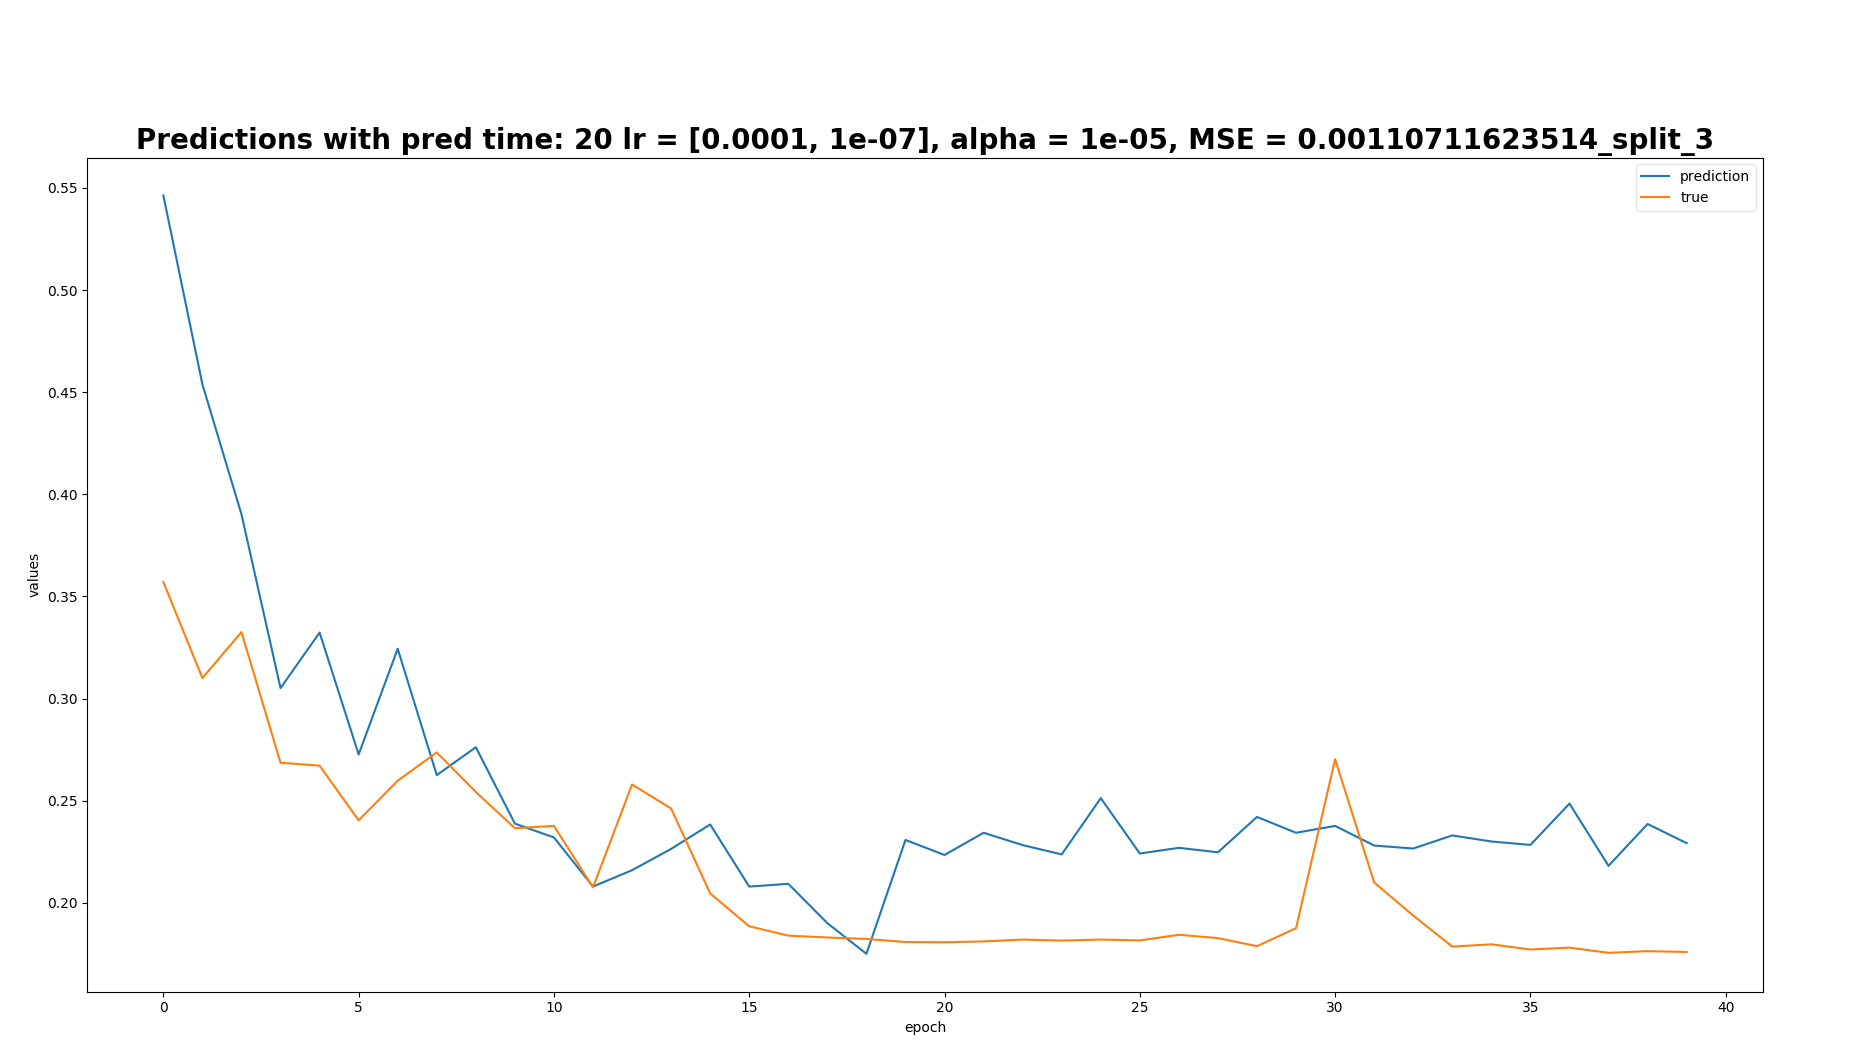 Predictions with pred time: 20 lr = [0.0001, 1e-07], alpha = 1e-05, MSE = 0.00110711623514_split_3
prediction
true
0.55
0.50
0.45
0.40
0.35
0.30
0.25
0.20
values
0 5 10 15 20 25 30 35 40
epoch